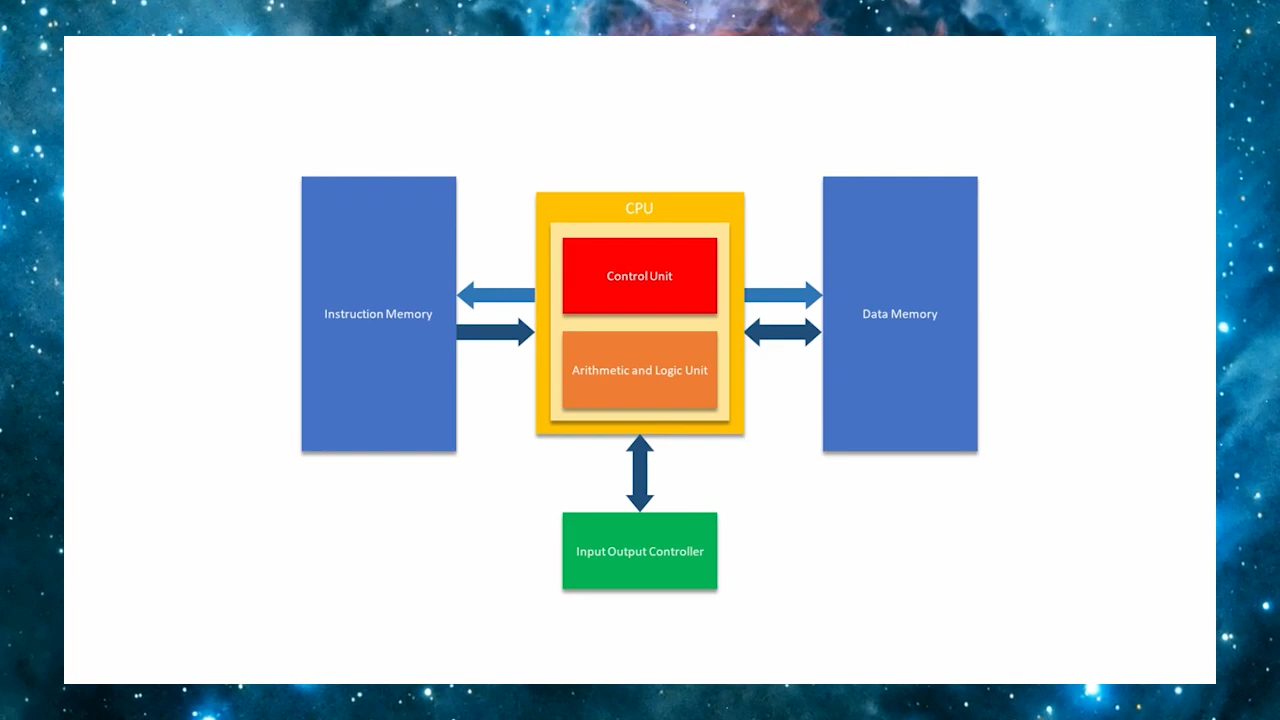 CPU
Control Unit
Instruction Memory
Data Memory
Arithmetic and Logic Unit
Input Output Controller